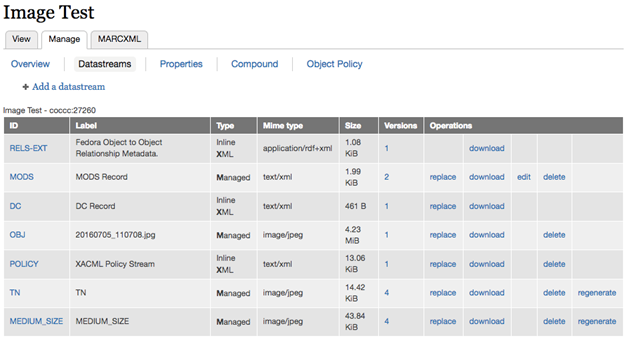 Image Test
View Manage MARCXML
Overview Datastreams Properties Compound Object Policy
+ Add a datastream
Image Test - coccc:27260
ID Label Type Mime type Size Versions Operations
RELS-EXT Fedora Object to Object Relationship Metadata. Inline XML application/rdf+xml 1.08 KiB 1 download
MODS MODS Record Managed text/xml 1.99 KiB 2 replace download edit delete
DC DC Record Inline XML text/xml 461 B 1 replace download
OBJ 20160705_110708.jpg Managed image/jpeg 4.23 MiB 1 replace download delete
POLICY XACML Policy Stream Inline XML text/xml 13.06 KiB 1 replace download delete
TN TN Managed image/jpeg 14.42 KiB 4 replace download delete regenerate
MEDIUM_SIZE MEDIUM_SIZE Managed image/jpeg 43.84 KiB 4 replace download delete regenerate